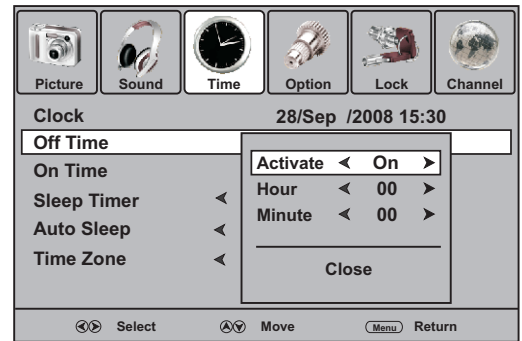 Picture Sound Time Option Lock Channel
Clock 28/Sep /2008 15:30
Off Time
On Time
Sleep Timer
Auto Sleep
Time Zone
Activate On
Hour 00
Minute 00
Close
Select Move Menu Return